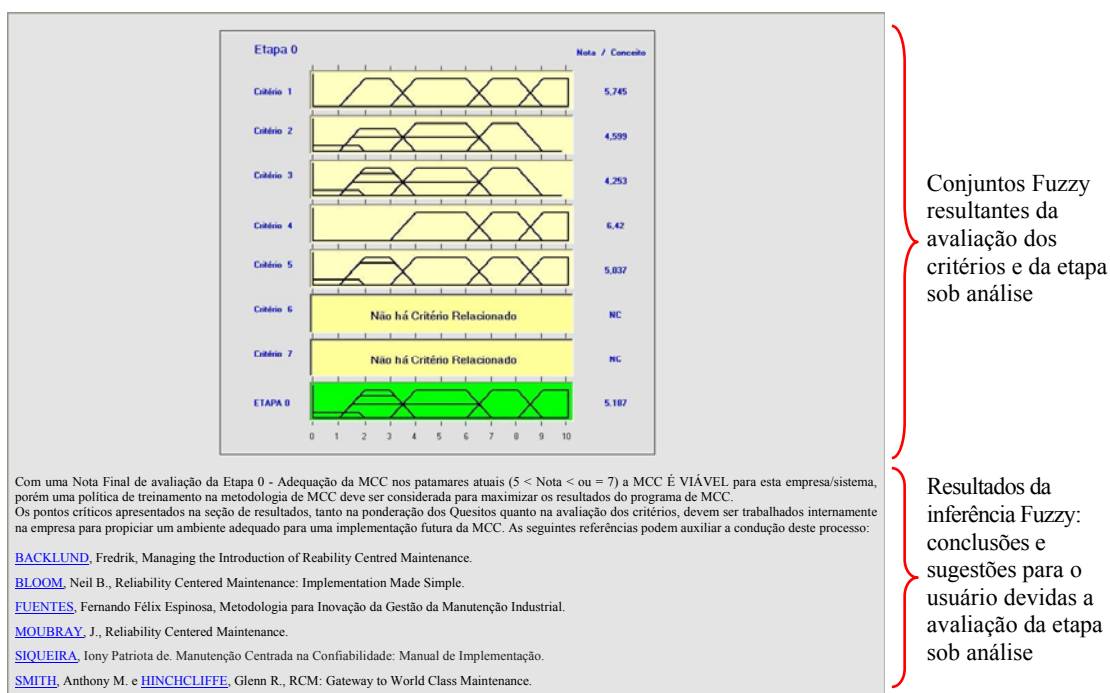 Etapa 0
Nota / Conceito
Critério 1
5,745
Critério 2
4,599
Critério 3
4,253
Critério 4
6,42
Critério 5
5,037
Critério 6
Não há Critério Relacionado
NC
Critério 7
Não há Critério Relacionado
NC
ETAPA 0
5.187
0 1 2 3 4 5 6 7 8 9 10
Conjuntos Fuzzy
resultantes da
avaliação dos
critérios e da etapa
sob análise
Com uma Nota Final de avaliação da Etapa 0 - Adequação da MCC nos patamares atuais (5 < Nota < ou = 7) a MCC É VIÁVEL para esta empresa/sistema,
porém uma política de treinamento na metodologia de MCC deve ser considerada para maximizar os resultados do programa de MCC.
Os pontos críticos apresentados na seção de resultados, tanto na ponderação dos Quesitos quanto na avaliação dos critérios, devem ser trabalhados internamente
na empresa para propiciar um ambiente adequado para uma implementação futura da MCC. As seguintes referências podem auxiliar a condução deste processo:
BACKLUND, Fredrik, Managing the Introduction of Reability Centred Maintenance.
BLOOM, Neil B., Reliability Centered Maintenance: Implementation Made Simple.
FUENTES, Fernando Félix Espinosa, Metodologia para Inovação da Gestão da Manutenção Industrial.
MOUBRAY, J., Reliability Centered Maintenance.
SIQUEIRA, Iony Patriota de. Manutenção Centrada na Confiabilidade: Manual de Implementação.
SMITH, Anthony M. e HINCHCLIFFE, Glenn R., RCM: Gateway to World Class Maintenance.
Resultados da
inferência Fuzzy:
conclusões e
sugestões para o
usuário devidas a
avaliação da etapa
sob análise